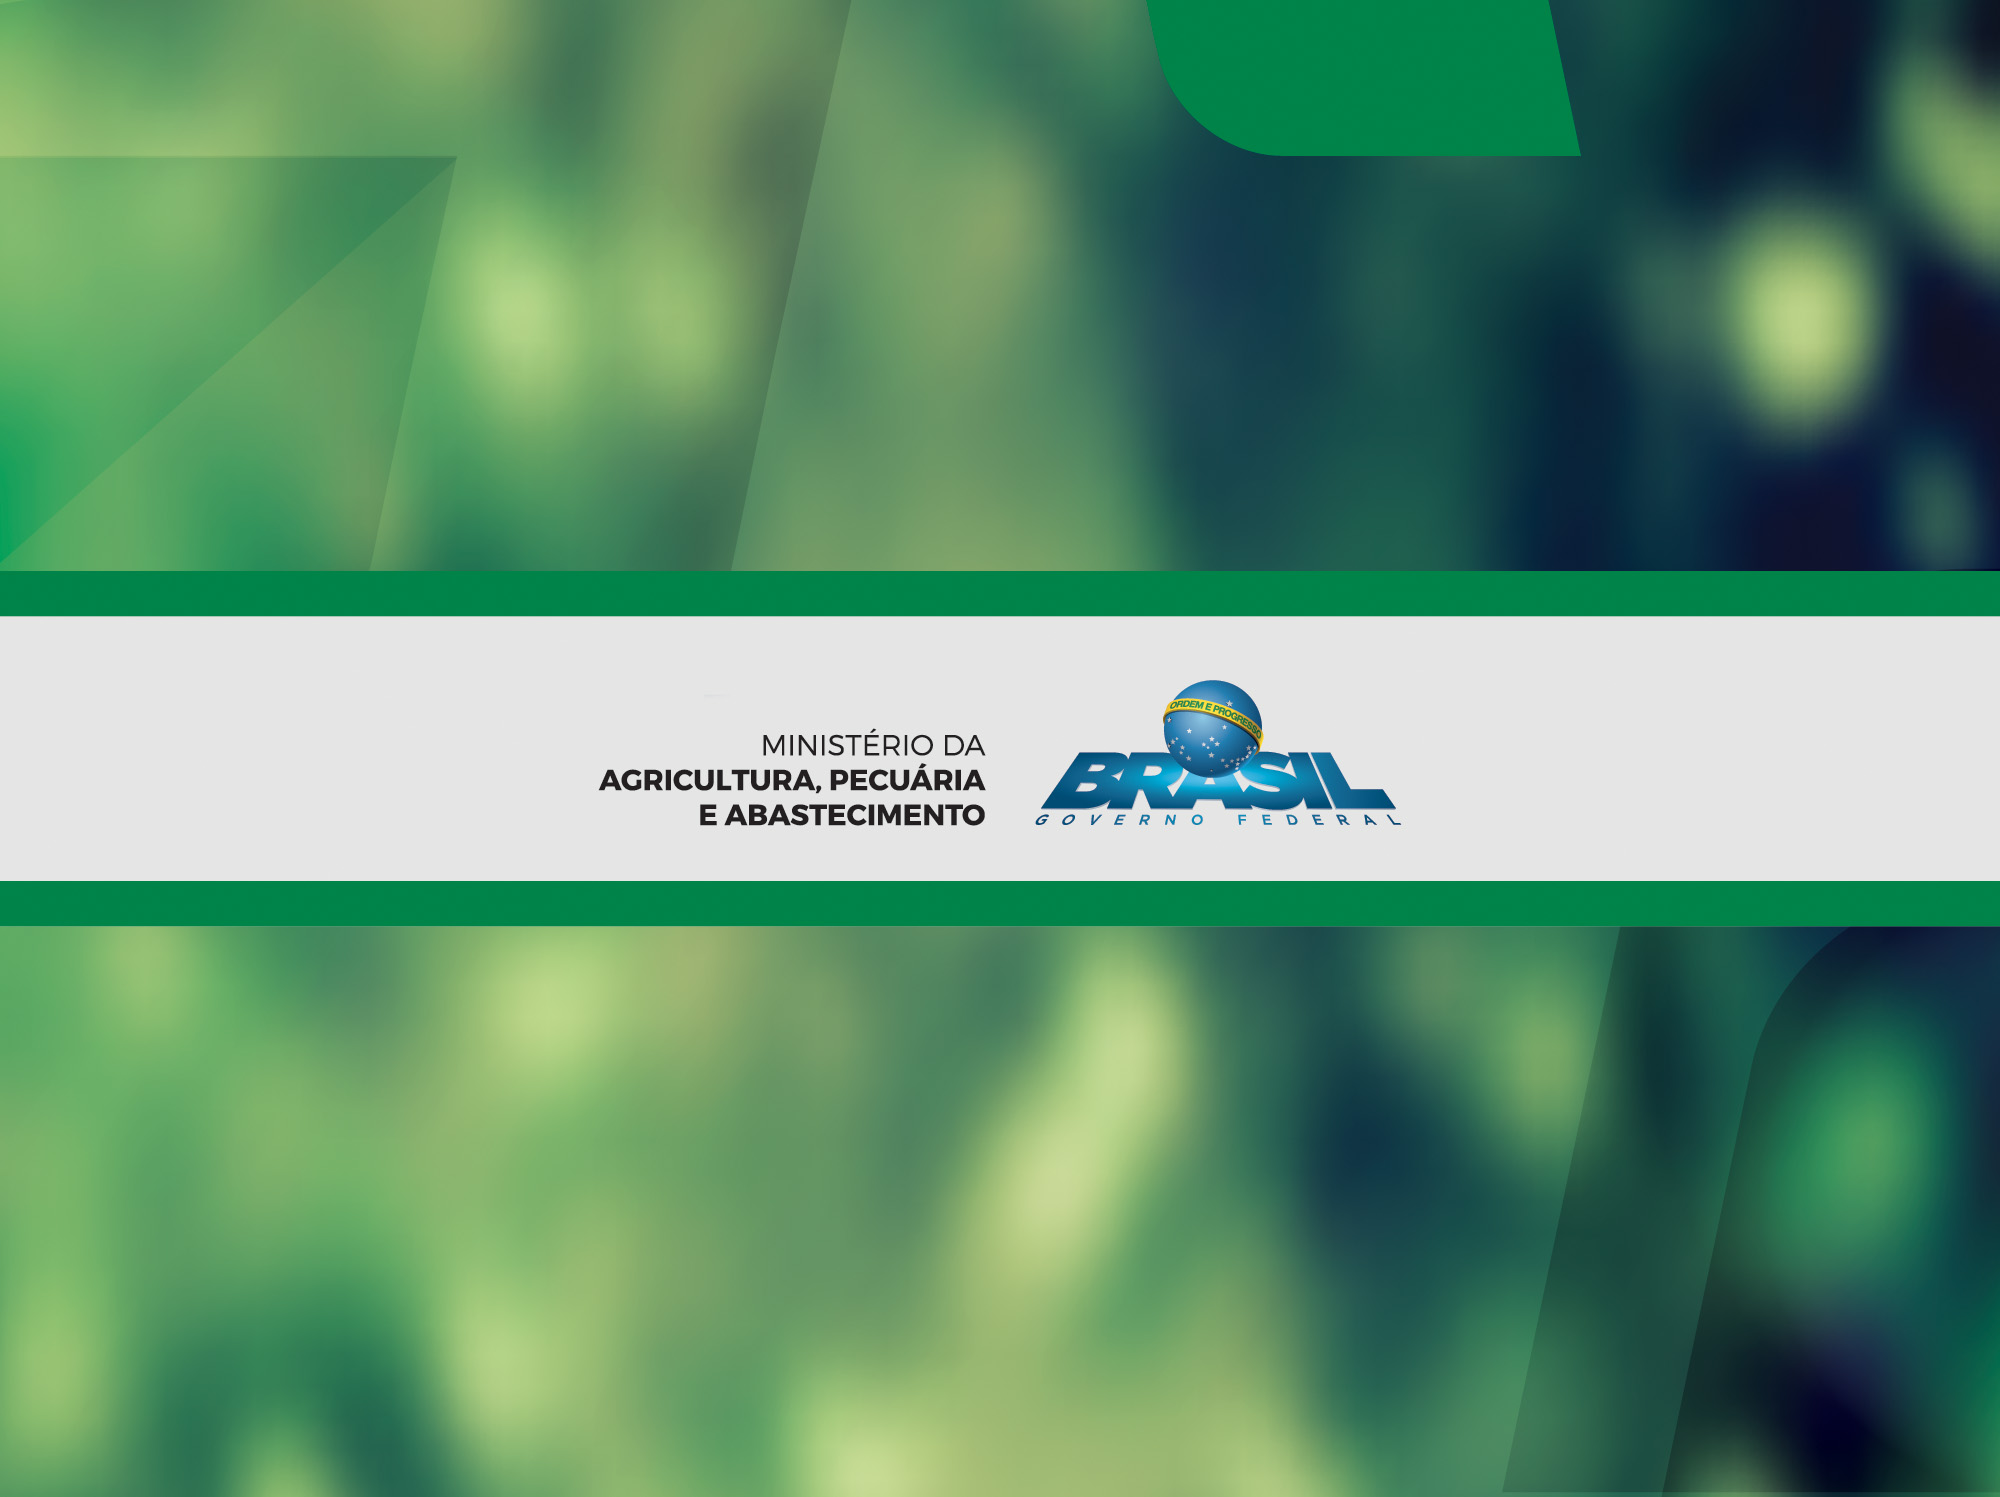 MINISTÉRIO DA
AGRICULTURA, PECUÁRIA
E ABASTECIMENTO
ORDEM E PROGRESSO
BRASIL
GOVERNO FEDERAL